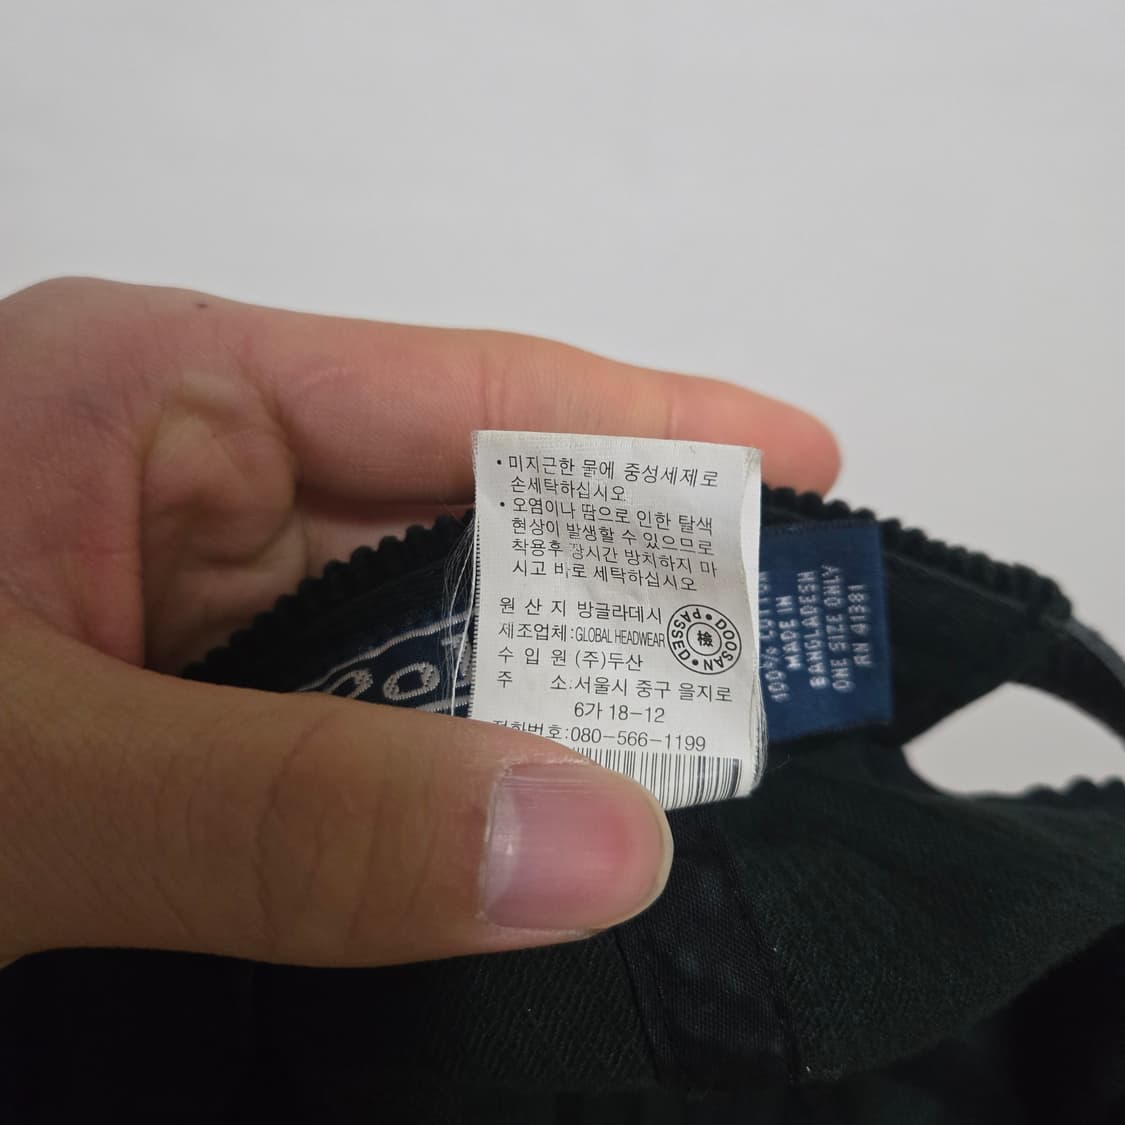 • 미지근한 물에 중성세제로
손세탁하십시오
• 오염이나 땀으로 인한 탈색
현상이 발생할 수 있으므로
착용후 장시간 방치하지 마
시고 바로 세탁하십시오
원 산 지 방글라데시
제조업체:GLOBAL HEADWEAR
수 입 원 (주)두산
주 소:서울시 중구 을지로
6가 18-12
전화번호:080-566-1199
DOOSAN • PASSED •
檢
100% COTTON
MADE IN
BANGLADESH
ONE SIZE ONLY
RN 41381